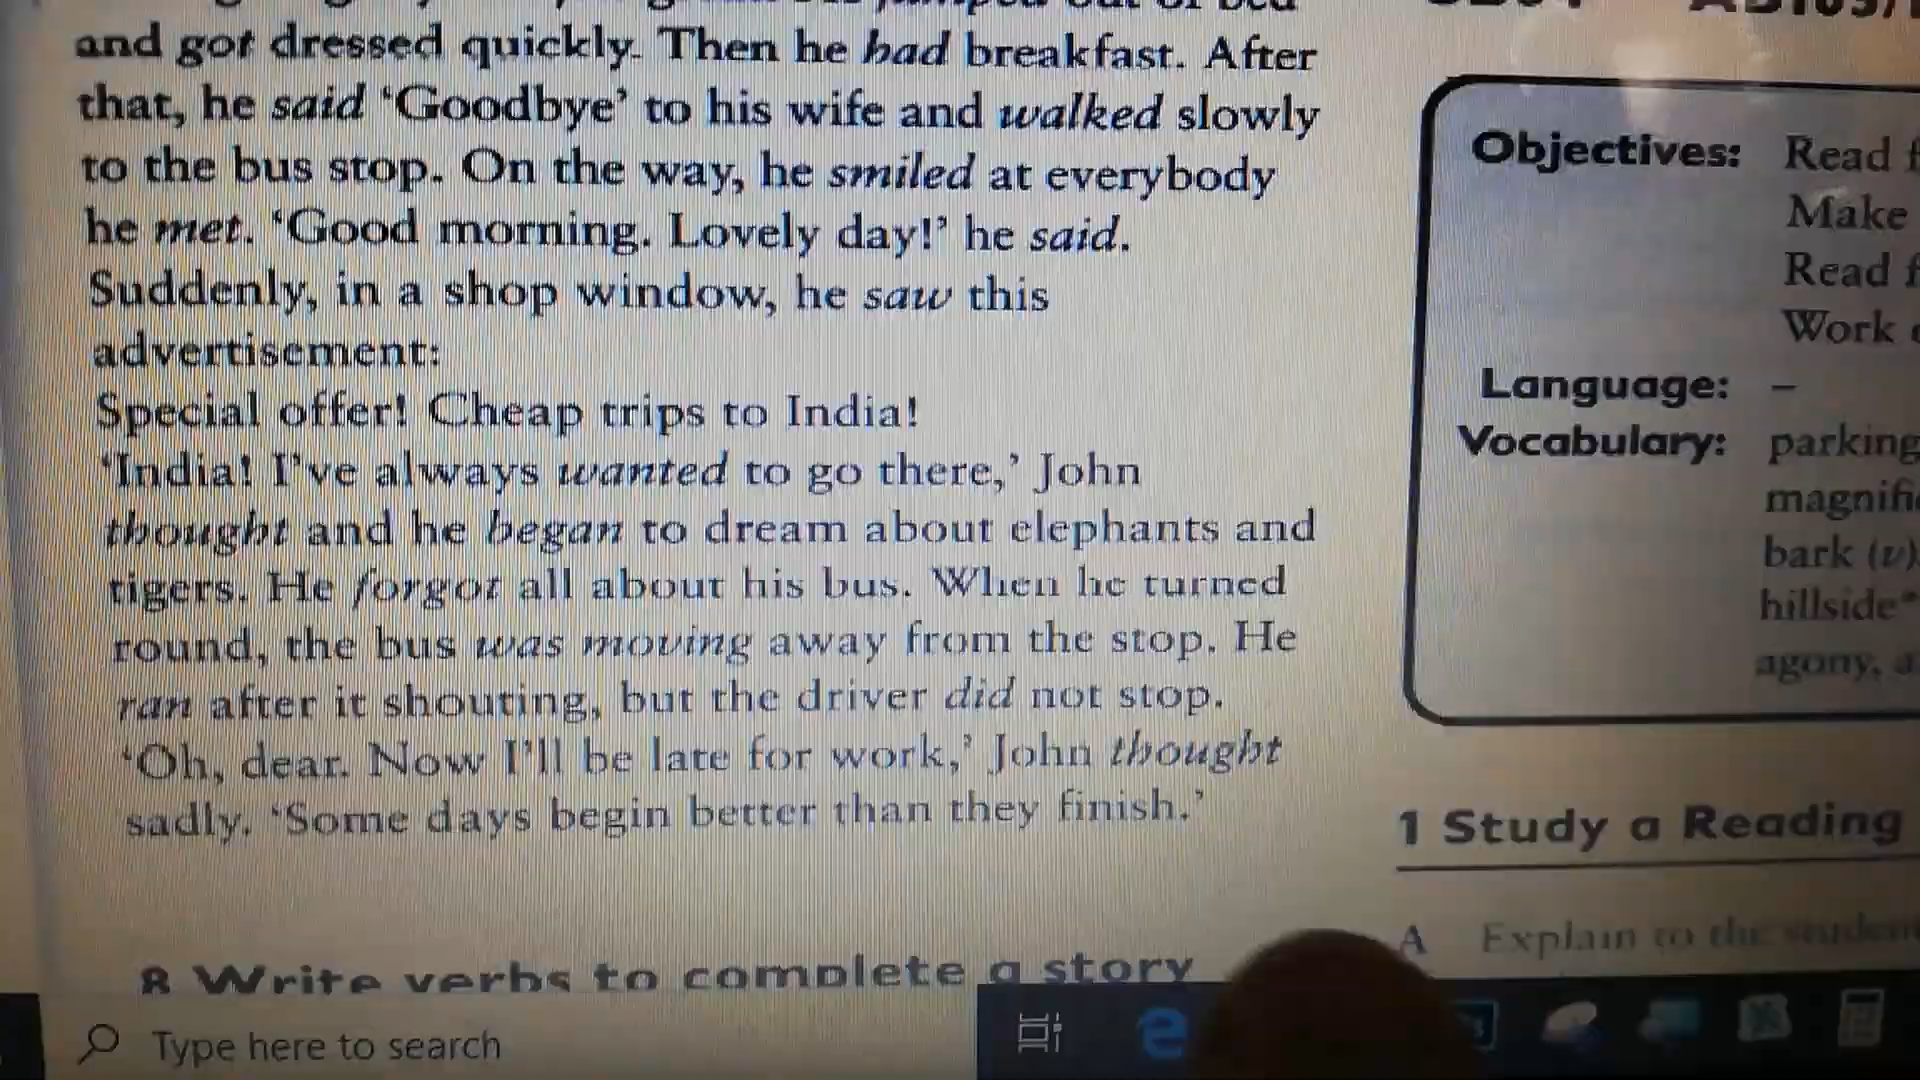 and got dressed quickly. Then he had breakfast. After
that, he said ‘Goodbye’ to his wife and walked slowly
to the bus stop. On the way, he smiled at everybody
he met. ‘Good morning. Lovely day!’ he said.
Suddenly, in a shop window, he saw this
advertisement:
Special offer! Cheap trips to India!
‘India! I’ve always wanted to go there,’ John
thought and he began to dream about elephants and
tigers. He forgot all about his bus. When he turned
round, the bus was moving away from the stop. He
ran after it shouting, but the driver did not stop.
‘Oh, dear. Now I’ll be late for work,’ John thought
sadly. ‘Some days begin better than they finish.’
8 Write verbs to complete a story
Objectives: Read
Make
Read
Work
Language: –
Vocabulary: parking
bark (v)
hillside*
agony,
1 Study a Reading
A Explain to the
Type here to search